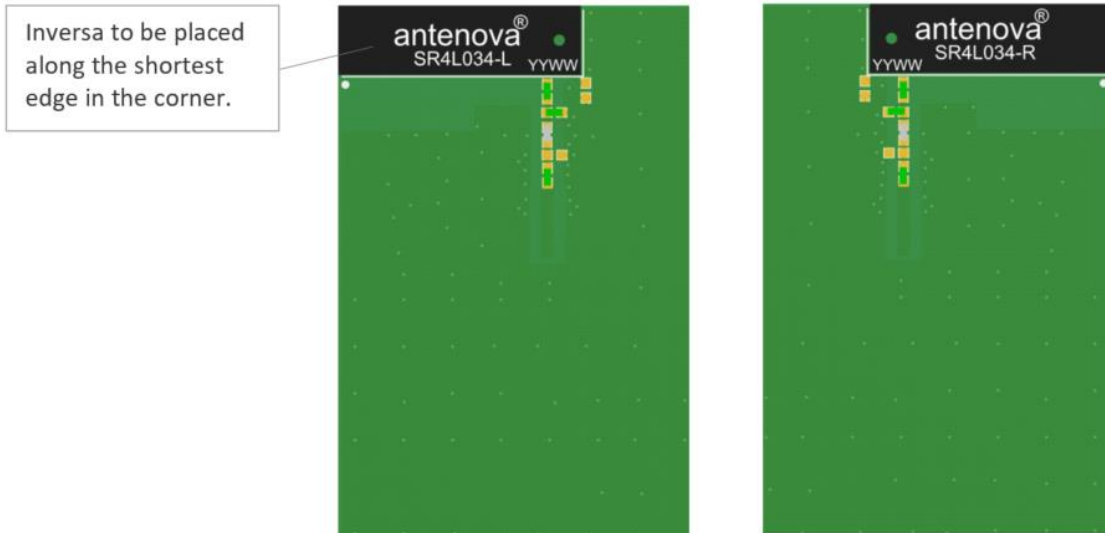 Inversa to be placed
along the shortest
edge in the corner.
antenova®
SR4L034-L
YYWW
antenova®
SR4L034-R
YYWW